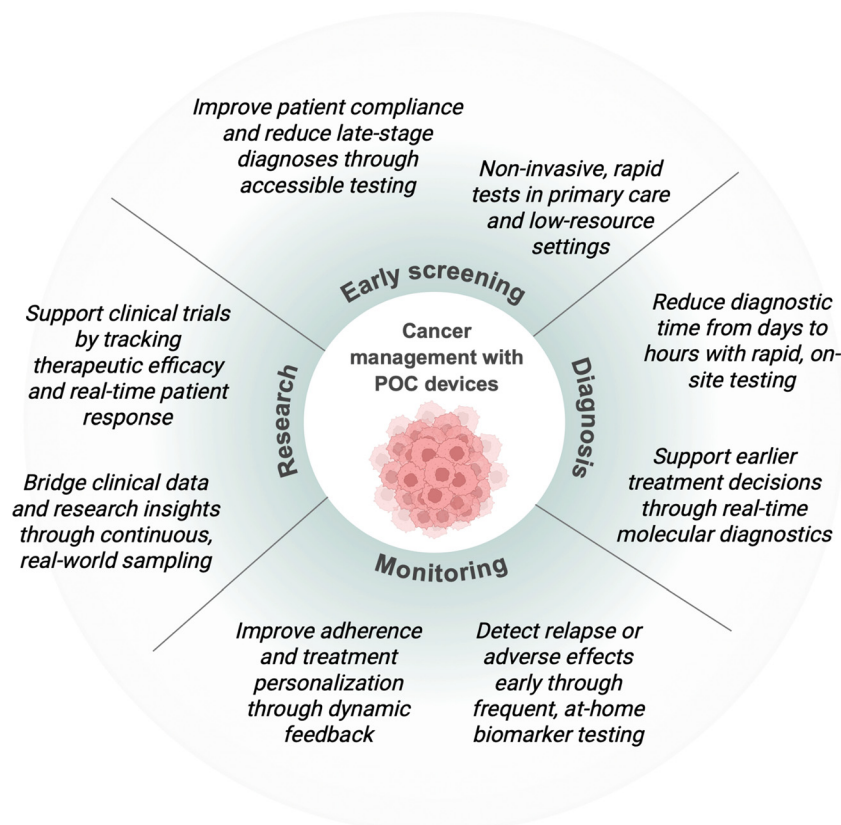 Improve patient compliance
and reduce late-stage
diagnoses through
accessible testing
Non-invasive, rapid
tests in primary care
and low-resource
settings
Early screening
Cancer
management with
POC devices
Reduce diagnostic
time from days to
hours with rapid, on-
site testing
Diagnosis
Support earlier
treatment decisions
through real-time
molecular diagnostics
Monitoring
Detect relapse or
adverse effects
early through
frequent, at-home
biomarker testing
Improve adherence
and treatment
personalization
through dynamic
feedback
Research
Support clinical trials
by tracking
therapeutic efficacy
and real-time patient
response
Bridge clinical data
and research insights
through continuous,
real-world sampling